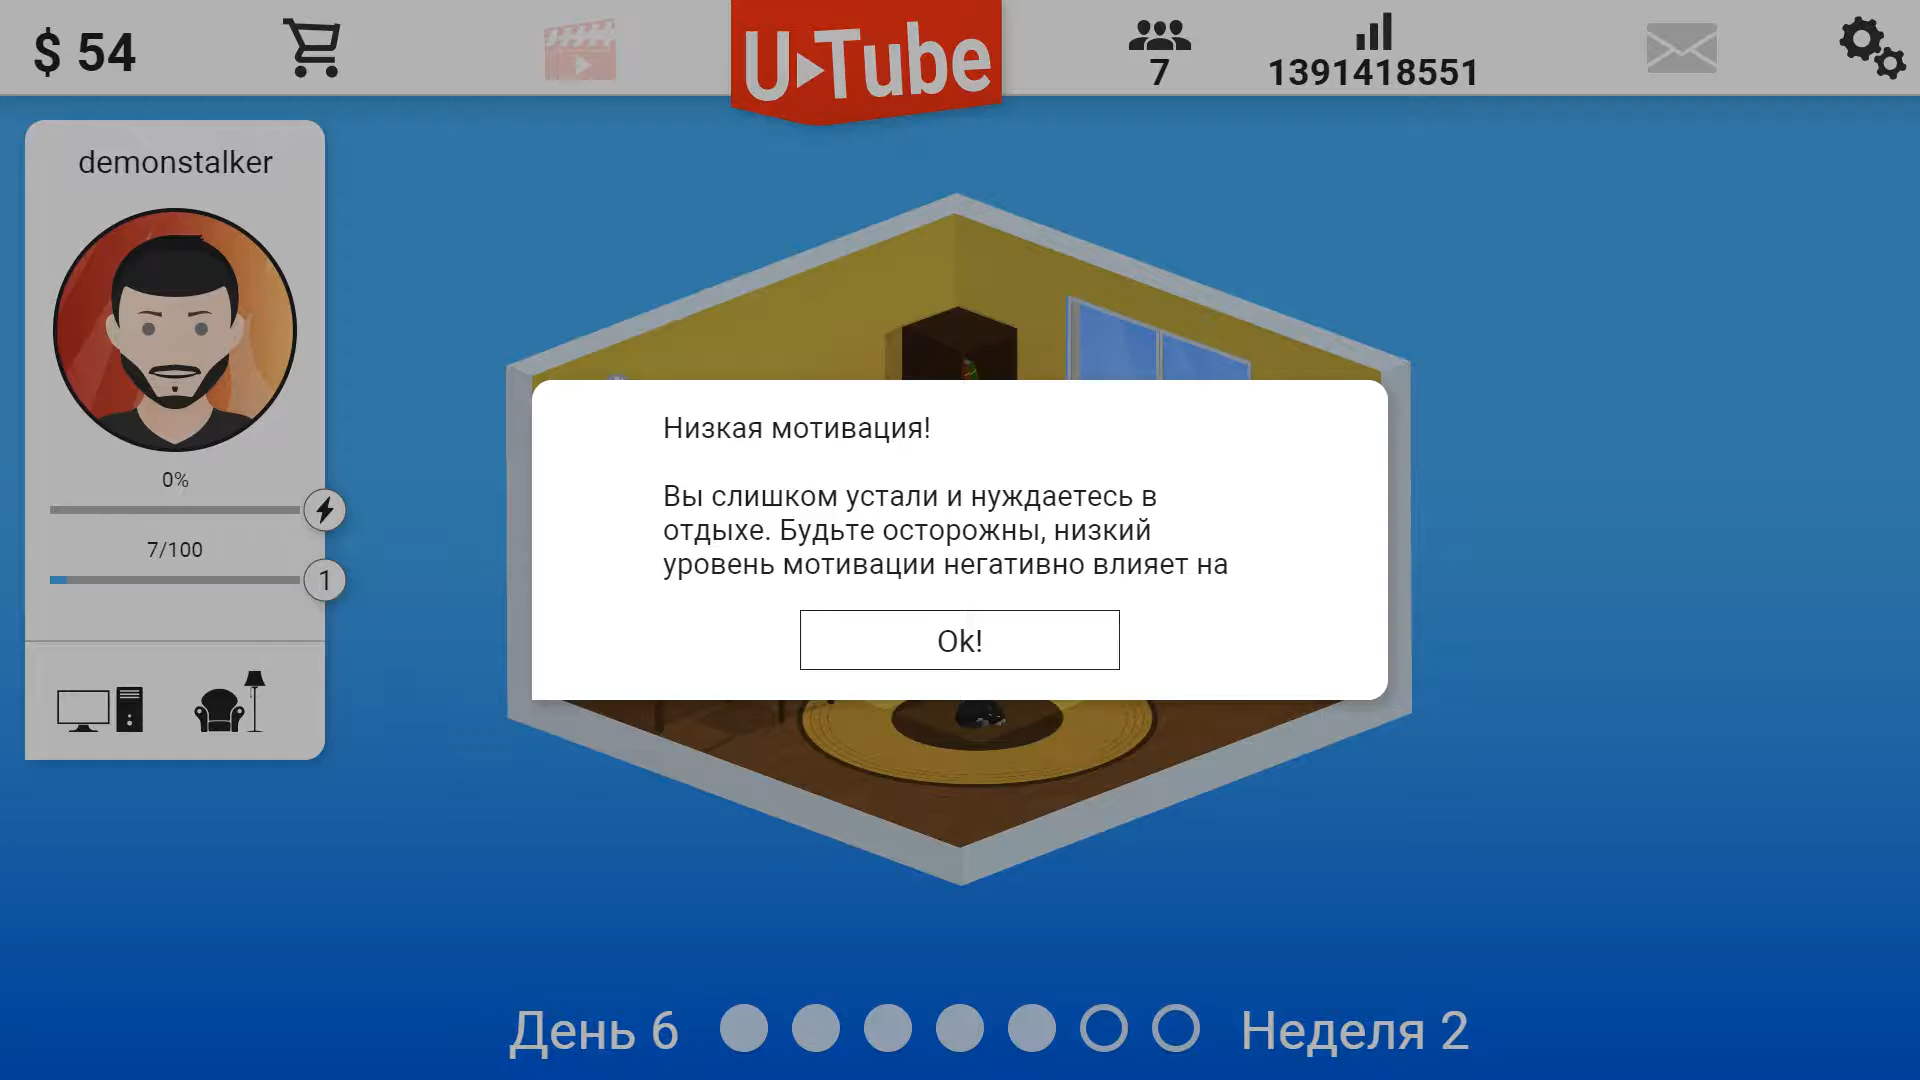 $ 54
U Tube
7
1391418551
demonstalker
0%
7/100
1
Низкая мотивация!
Вы слишком устали и нуждаетесь в
отдыхе. Будьте осторожны, низкий
уровень мотивации негативно влияет на
Ok!
День 6
Неделя 2